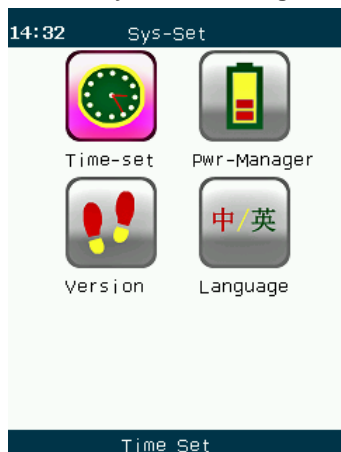 14:32 Sys-Set
Time-set Pwr-Manager
中/英
Version Language
Time Set